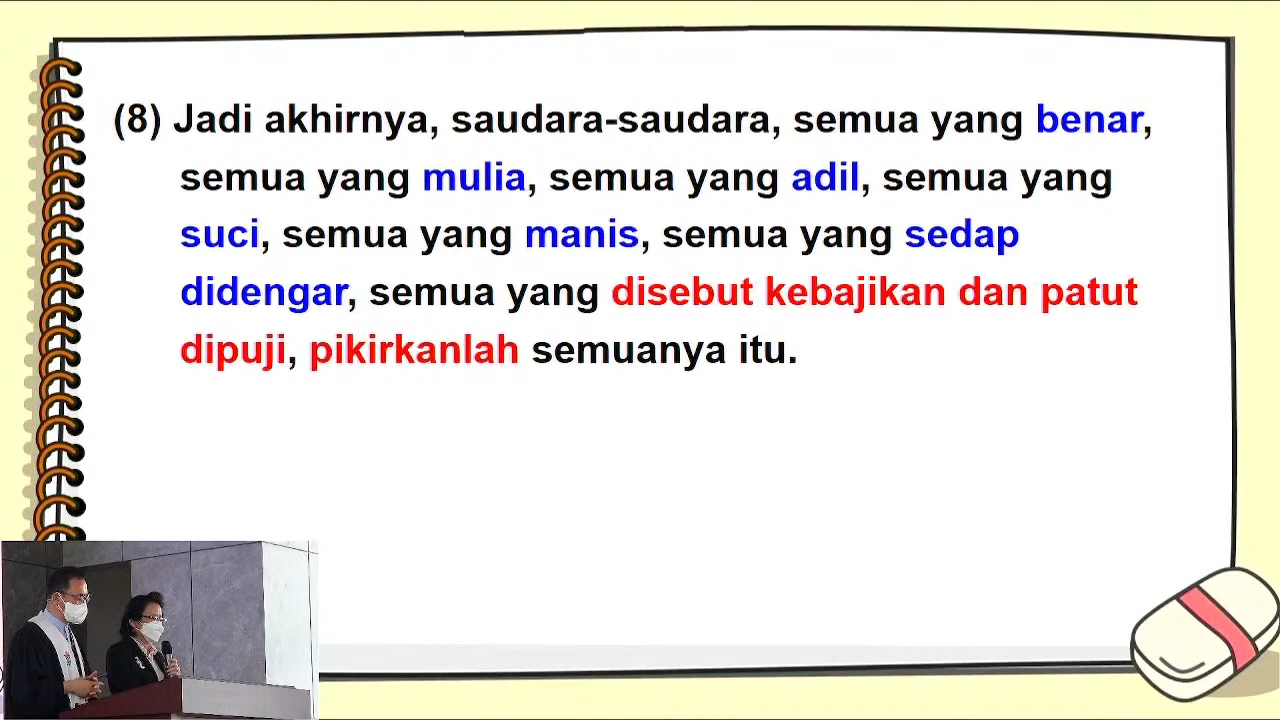 (8) Jadi akhirnya, saudara-saudara, semua yang benar,
semua yang mulia, semua yang adil, semua yang
suci, semua yang manis, semua yang sedap
didengar, semua yang disebut kebajikan dan patut
dipuji, pikirkanlah semuanya itu.